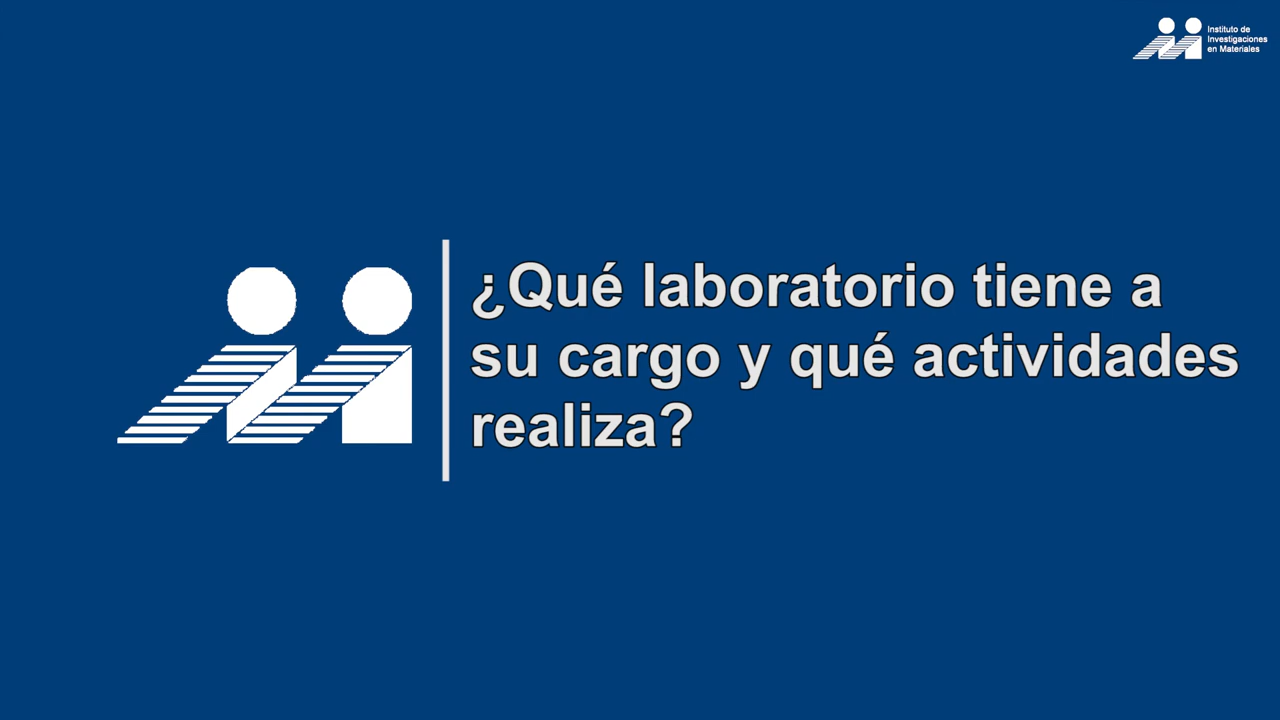 Instituto de
Investigaciones
en Materiales
¿Qué laboratorio tiene a
su cargo y qué actividades
realiza?